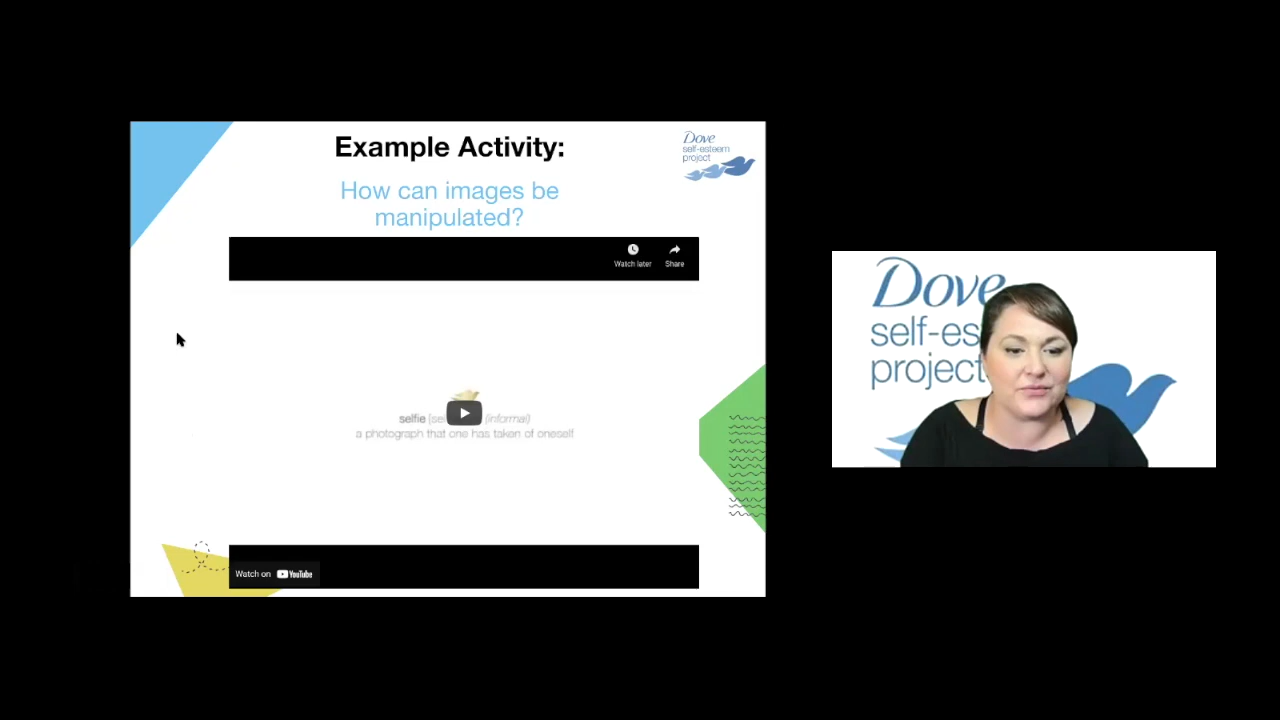 Example Activity:
Dove
self-esteem
project
How can images be
manipulated?
Watch later
Share
selfie (informal)
a photograph that one has taken of oneself
Watch on YouTube
Dove
self-es
project